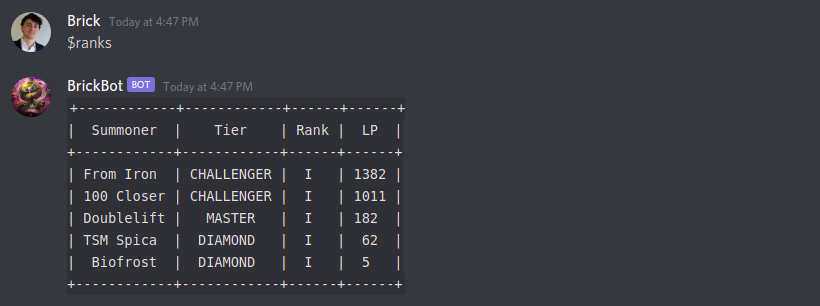 Brick Today at 4:47 PM
$ranks
BrickBot BOT Today at 4:47 PM
+------------+------------+------+------+
|  Summoner  |    Tier    | Rank |  LP  |
+------------+------------+------+------+
| From Iron  | CHALLENGER |  I   | 1382 |
| 100 Closer | CHALLENGER |  I   | 1011 |
| Doublelift |   MASTER   |  I   | 182  |
| TSM Spica  |  DIAMOND   |  I   |  62  |
|  Biofrost  |  DIAMOND   |  I   |  5   |
+------------+------------+------+------+